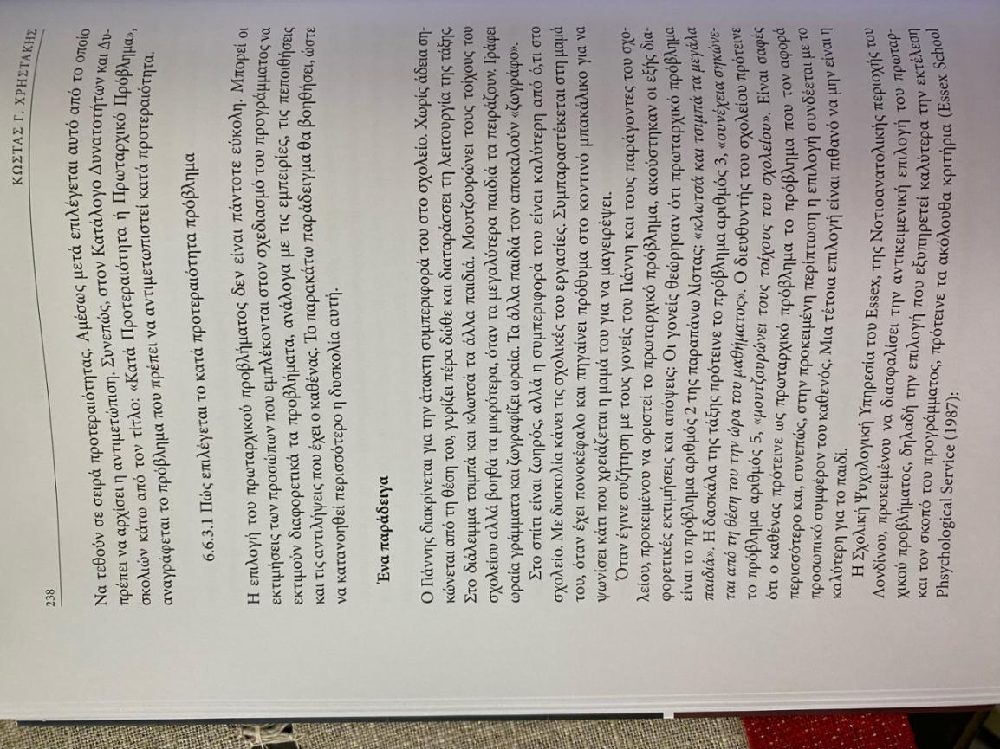 238
ΚΩΣΤΑΣ Γ. ΧΡΗΣΤΑΚΗΣ
Να τεθούν σε σειρά προτεραιότητας. Αμέσως μετά επιλέγεται αυτό από το οποίο
πρέπει να αρχίσει η αντιμετώπιση. Συνεπώς, στον Κατάλογο Δυνατοτήτων και Δυ-
σκολιών κάτω από τον τίτλο: «Κατά Προτεραιότητα ή Πρωταρχικό Πρόβλημα»,
αναγράφεται το πρόβλημα που πρέπει να αντιμετωπιστεί κατά προτεραιότητα.
6.6.3.1 Πώς επιλέγεται το κατά προτεραιότητα πρόβλημα
Η επιλογή του πρωταρχικού προβλήματος δεν είναι πάντοτε εύκολη. Μπορεί οι
εκτιμήσεις των προσώπων που εμπλέκονται στον σχεδιασμό του προγράμματος να
εκτιμούν διαφορετικά τα προβλήματα, ανάλογα με τις εμπειρίες, τις πεποιθήσεις
και τις αντιλήψεις που έχει ο καθένας. Το παρακάτω παράδειγμα θα βοηθήσει, ώστε
να κατανοηθεί περισσότερο η δυσκολία αυτή.
Ένα παράδειγα
Ο Γιάννης διακρίνεται για την άτακτη συμπεριφορά του στο σχολείο. Χωρίς άδεια ση-
κώνεται από τη θέση του, γυρίζει πέρα δώθε και διαταράσσει τη λειτουργία της τάξης.
Στο διάλειμμα τσιμπά και κλωτσά τα άλλα παιδιά. Μουτζουρώνει τους τοίχους του
σχολείου αλλά βοηθά τα μικρότερα, όταν τα μεγαλύτερα παιδιά τα πειράζουν. Γράφει
ωραία γράμματα και ζωγραφίζει ωραία. Τα άλλα παιδιά τον αποκαλούν «ζωγράφο».
Στο σπίτι είναι ζωηρός, αλλά η συμπεριφορά του είναι καλύτερη από ό,τι στο
σχολείο. Με δυσκολία κάνει τις σχολικές του εργασίες. Συμπαραστέκεται στη μαμά
του, όταν έχει πονοκέφαλο και πηγαίνει πρόθυμα στο κοντινό μπακάλικο για να
ψωνίσει κάτι που χρειάζεται η μαμά του για να μαγειρέψει.
Όταν έγινε συζήτηση με τους γονείς του Γιάννη και τους παράγοντες του σχο-
λείου, προκειμένου να οριστεί το πρωταρχικό πρόβλημα, ακούστηκαν οι εξής δια-
φορετικές εκτιμήσεις και απόψεις: Οι γονείς θεώρησαν ότι πρωταρχικό πρόβλημα
είναι το πρόβλημα αριθμός 2 της παραπάνω λίστας: «κλωτσά και τσιμπά τα μεγάλα
παιδιά». Η δασκάλα της τάξης πρότεινε το πρόβλημα αριθμός 3, «συνέχεια σηκώνε-
ται από τη θέση του την ώρα του μαθήματος». Ο διευθυντής του σχολείου πρότεινε
το πρόβλημα αριθμός 5, «μουτζουρώνει τους τοίχους του σχολείου». Είναι σαφές
ότι ο καθένας πρότεινε ως πρωταρχικό πρόβλημα το πρόβλημα που τον αφορά
περισσότερο και, συνεπώς, στην προκειμένη περίπτωση η επιλογή συνδέεται με το
προσωπικό συμφέρον του καθενός. Μια τέτοια επιλογή είναι πιθανό να μην είναι η
καλύτερη για το παιδί.
Η Σχολική Ψυχολογική Υπηρεσία του Essex, της Νοτιοανατολικής περιοχής του
Λονδίνου, προκειμένου να διασφαλίσει την αντικειμενική επιλογή του πρωταρ-
χικού προβλήματος, δηλαδή την επιλογή που εξυπηρετεί καλύτερα την εκτέλεση
και τον σκοπό του προγράμματος, πρότεινε τα ακόλουθα κριτήρια (Essex School
Phsychological Service (1987):